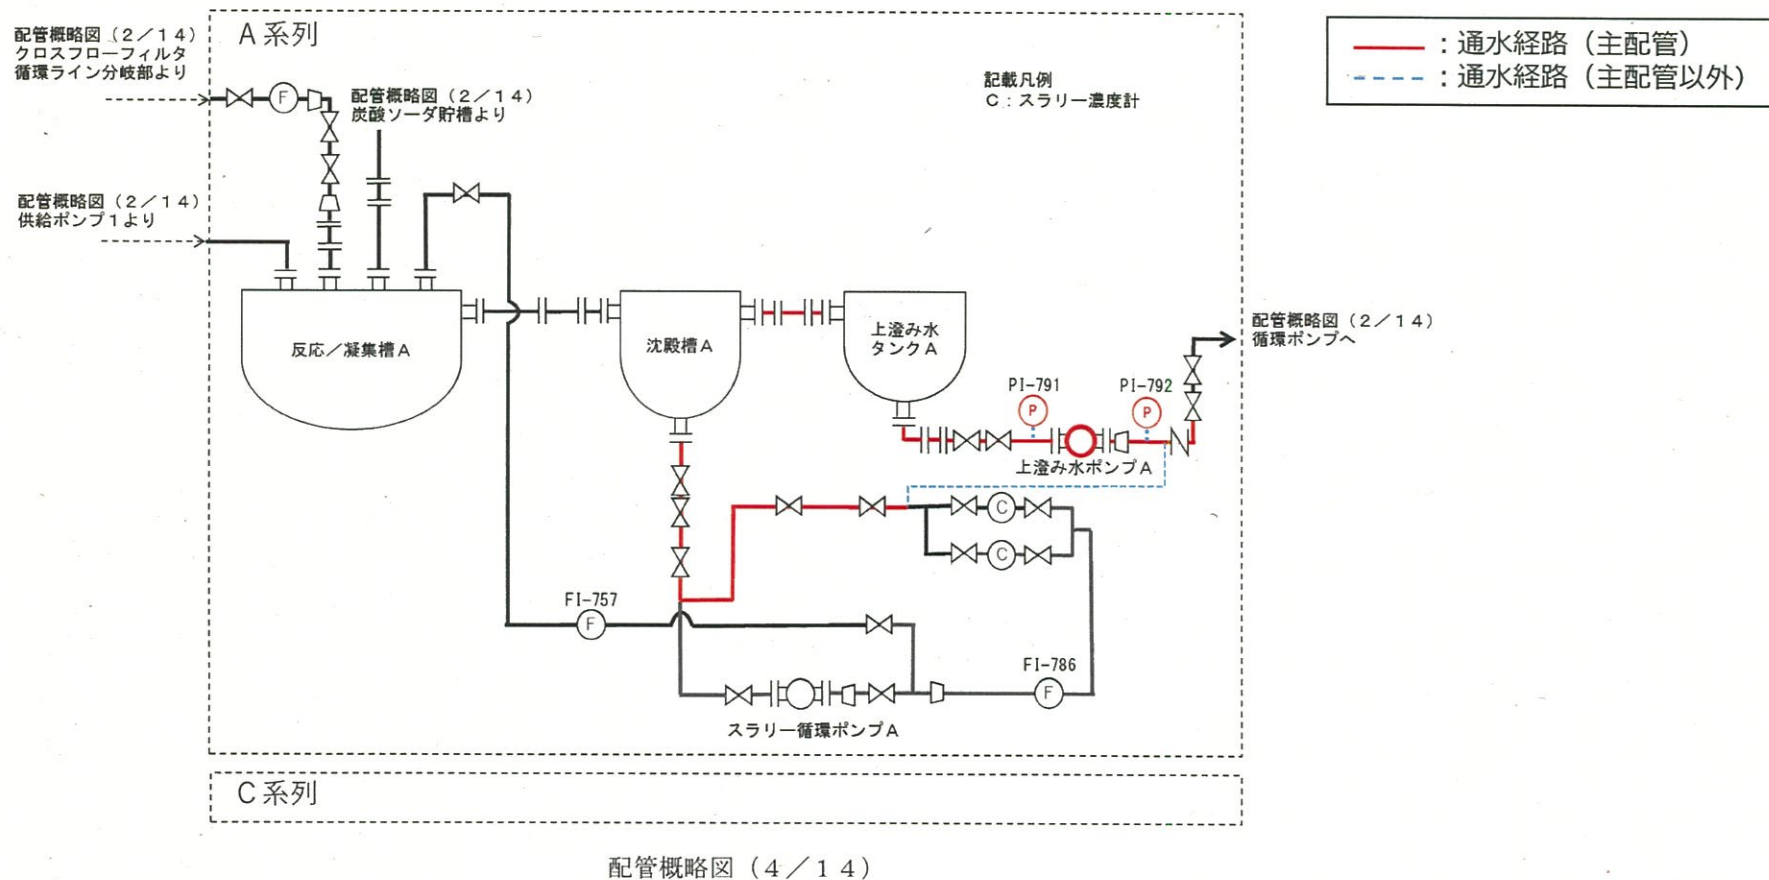 配管概略図（２／１４）
クロスフローフィルタ
循環ライン分岐部より
A系列
F
配管概略図（２／１４）
炭酸ソーダ貯槽より
記載凡例
Ｃ：スラリー濃度計
：通水経路（主配管）
：通水経路（主配管以外）
配管概略図（２／１４）
供給ポンプ１より
反応／凝集槽A
沈殿槽A
上澄み水
タンクA
配管概略図（２／１４）
循環ポンプへ
PI-791
PI-792
P
P
上澄み水ポンプA
C
C
FI-757
F
FI-786
F
スラリー循環ポンプA
C系列
配管概略図（４／１４）